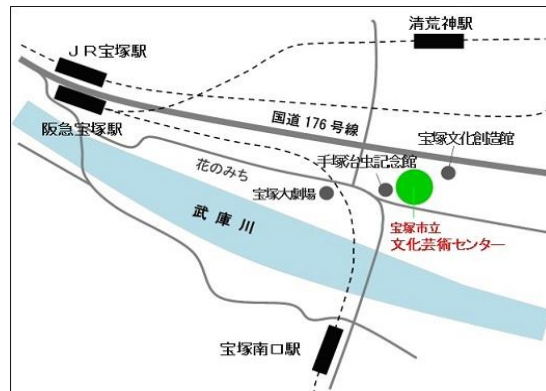 清荒神駅
JR宝塚駅
阪急宝塚駅
国道176号線
宝塚文化創造館
手塚治虫記念館
花のみち
宝塚大劇場
武庫川
宝塚市立
文化芸術センター
宝塚南口駅